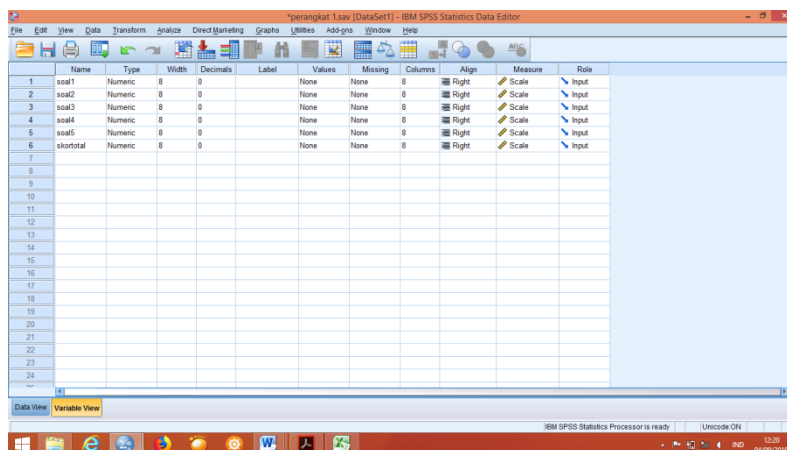 *perangkat 1.sav [DataSet1] - IBM SPSS Statistics Data Editor
File Edit View Data Transform Analyze Direct Marketing Graphs Utilities Add-ons Window Help
Name Type Width Decimals Label Values Missing Columns Align Measure Role
1 soal1 Numeric 8 0 None None 8 Right Scale Input
2 soal2 Numeric 8 0 None None 8 Right Scale Input
3 soal3 Numeric 8 0 None None 8 Right Scale Input
4 soal4 Numeric 8 0 None None 8 Right Scale Input
5 soal5 Numeric 8 0 None None 8 Right Scale Input
6 skortotal Numeric 8 0 None None 8 Right Scale Input
7
8
9
10
11
12
13
14
15
16
17
18
19
20
21
22
23
24
Data View Variable View
IBM SPSS Statistics Processor is ready Unicode:ON
IND 12:20